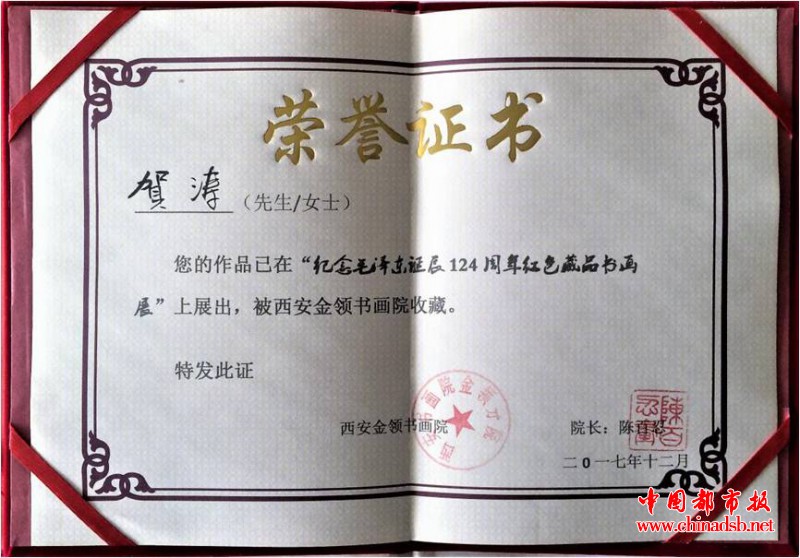 荣誉证书
贺涛（先生/女士）
您的作品已在“纪念毛泽东诞辰124周年红色藏品书画
展”上展出，被西安金领书画院收藏。
特发此证
西安金领书画院
院长：陈百忍
二0一七年十二月
中国都市报
www.chinadsb.net